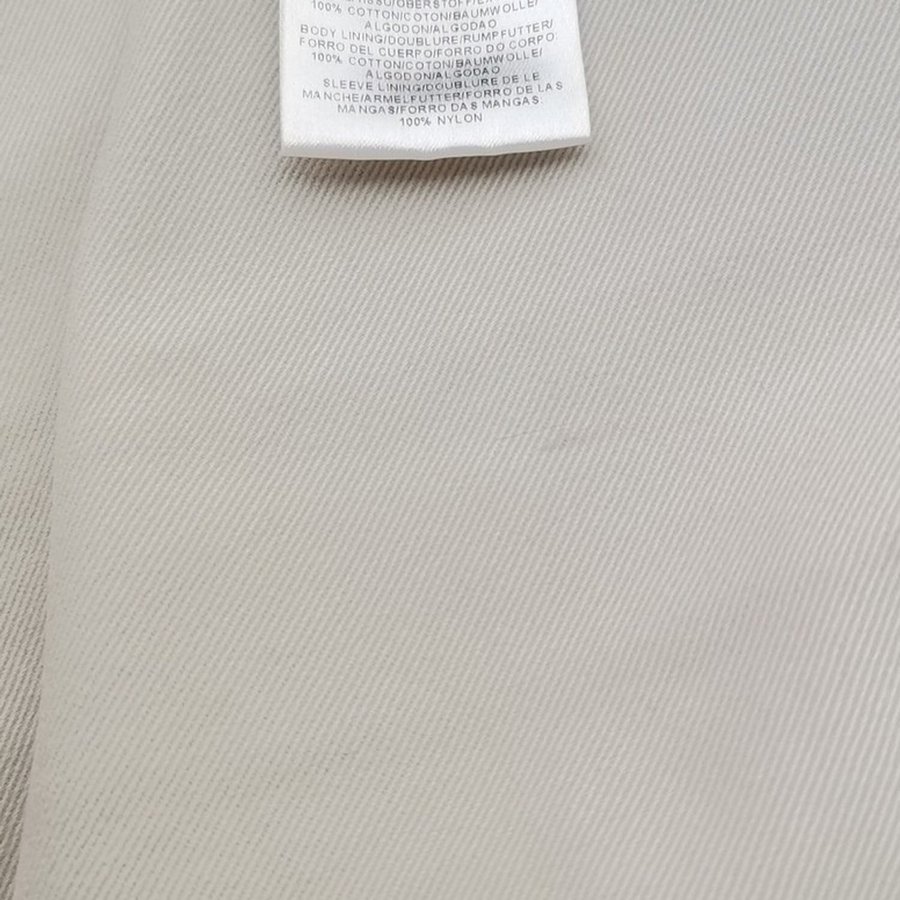 100% COTTON/COTON/BAUMWOLLE/
ALGODON/ALGODAO
BODY LINING/DOUBLURE/RUMPFUTTER/
FORRO DEL CUERPO/FORRO DO CORPO:
100% COTTON/COTON/BAUMWOLLE/
ALGODON/ALGODAO
SLEEVE LINING/DOUBLURE DE LE
MANCHE/ARMELFUTTER/FORRO DE LAS
MANGAS/FORRO DAS MANGAS:
100% NYLON